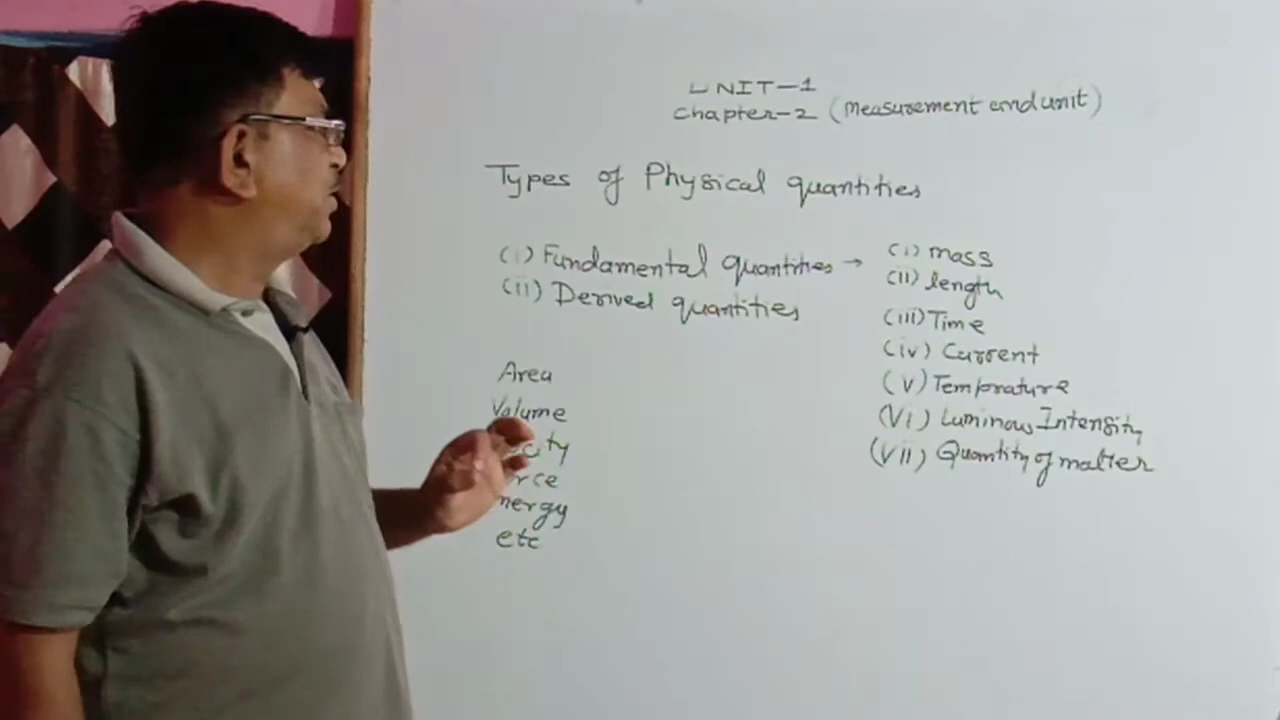 UNIT-1
Chapter-2 (Measurement and unit)
Types of Physical quantities
(i) Fundamental quantities →
(ii) Derived quantities
(i) mass
(ii) length
(iii) Time
(iv) Current
(v) Temprature
(vi) Luminous Intensity
(vii) Quantity of matter
Area
Volume
etc